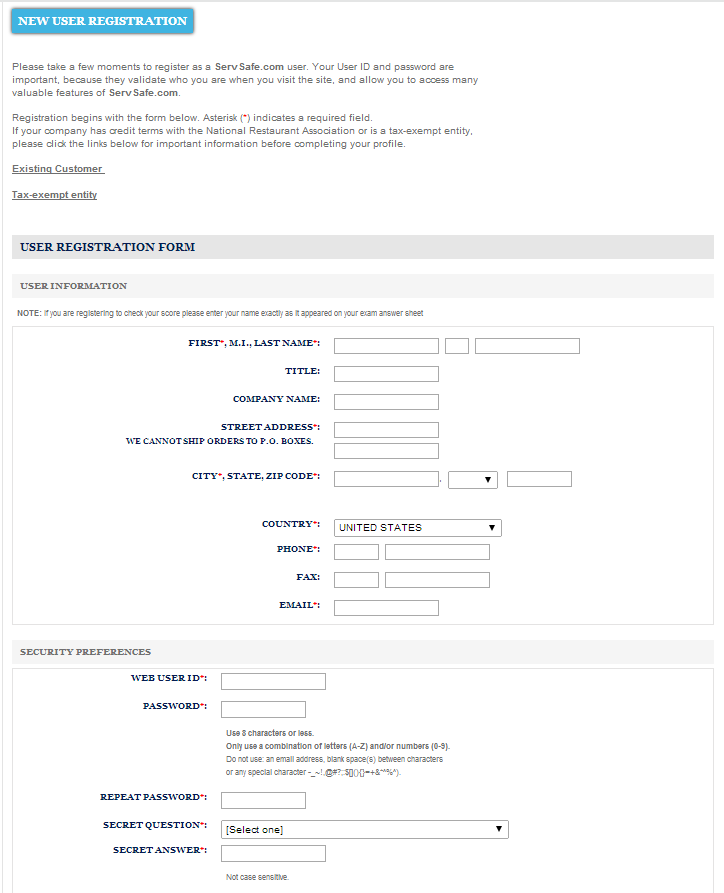 NEW USER REGISTRATION
Please take a few moments to register as a ServSafe.com user. Your User ID and password are
important, because they validate who you are when you visit the site, and allow you to access many
valuable features of ServSafe.com.
Registration begins with the form below. Asterisk (*) indicates a required field.
If your company has credit terms with the National Restaurant Association or is a tax-exempt entity,
please click the links below for important information before completing your profile.
Existing Customer
Tax-exempt entity
USER REGISTRATION FORM
USER INFORMATION
NOTE: If you are registering to check your score please enter your name exactly as it appeared on your exam answer sheet
FIRST*, M.I., LAST NAME*:
TITLE:
COMPANY NAME:
STREET ADDRESS*:
WE CANNOT SHIP ORDERS TO P.O. BOXES.
CITY*, STATE, ZIP CODE*: ,
COUNTRY*: UNITED STATES
PHONE*:
FAX:
EMAIL*:
SECURITY PREFERENCES
WEB USER ID*:
PASSWORD*:
Use 8 characters or less.
Only use a combination of letters (A-Z) and/or numbers (0-9).
Do not use: an email address, blank space(s) between characters
or any special character
REPEAT PASSWORD*:
SECRET QUESTION*: [Select one]
SECRET ANSWER*:
Not case sensitive.